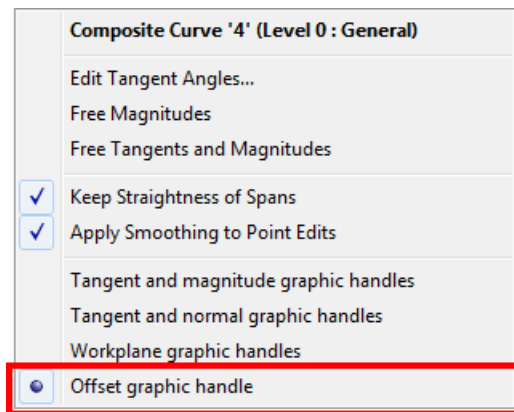 Composite Curve '4' (Level 0 : General)
Edit Tangent Angles...
Free Magnitudes
Free Tangents and Magnitudes
Keep Straightness of Spans
Apply Smoothing to Point Edits
Tangent and magnitude graphic handles
Tangent and normal graphic handles
Workplane graphic handles
Offset graphic handle